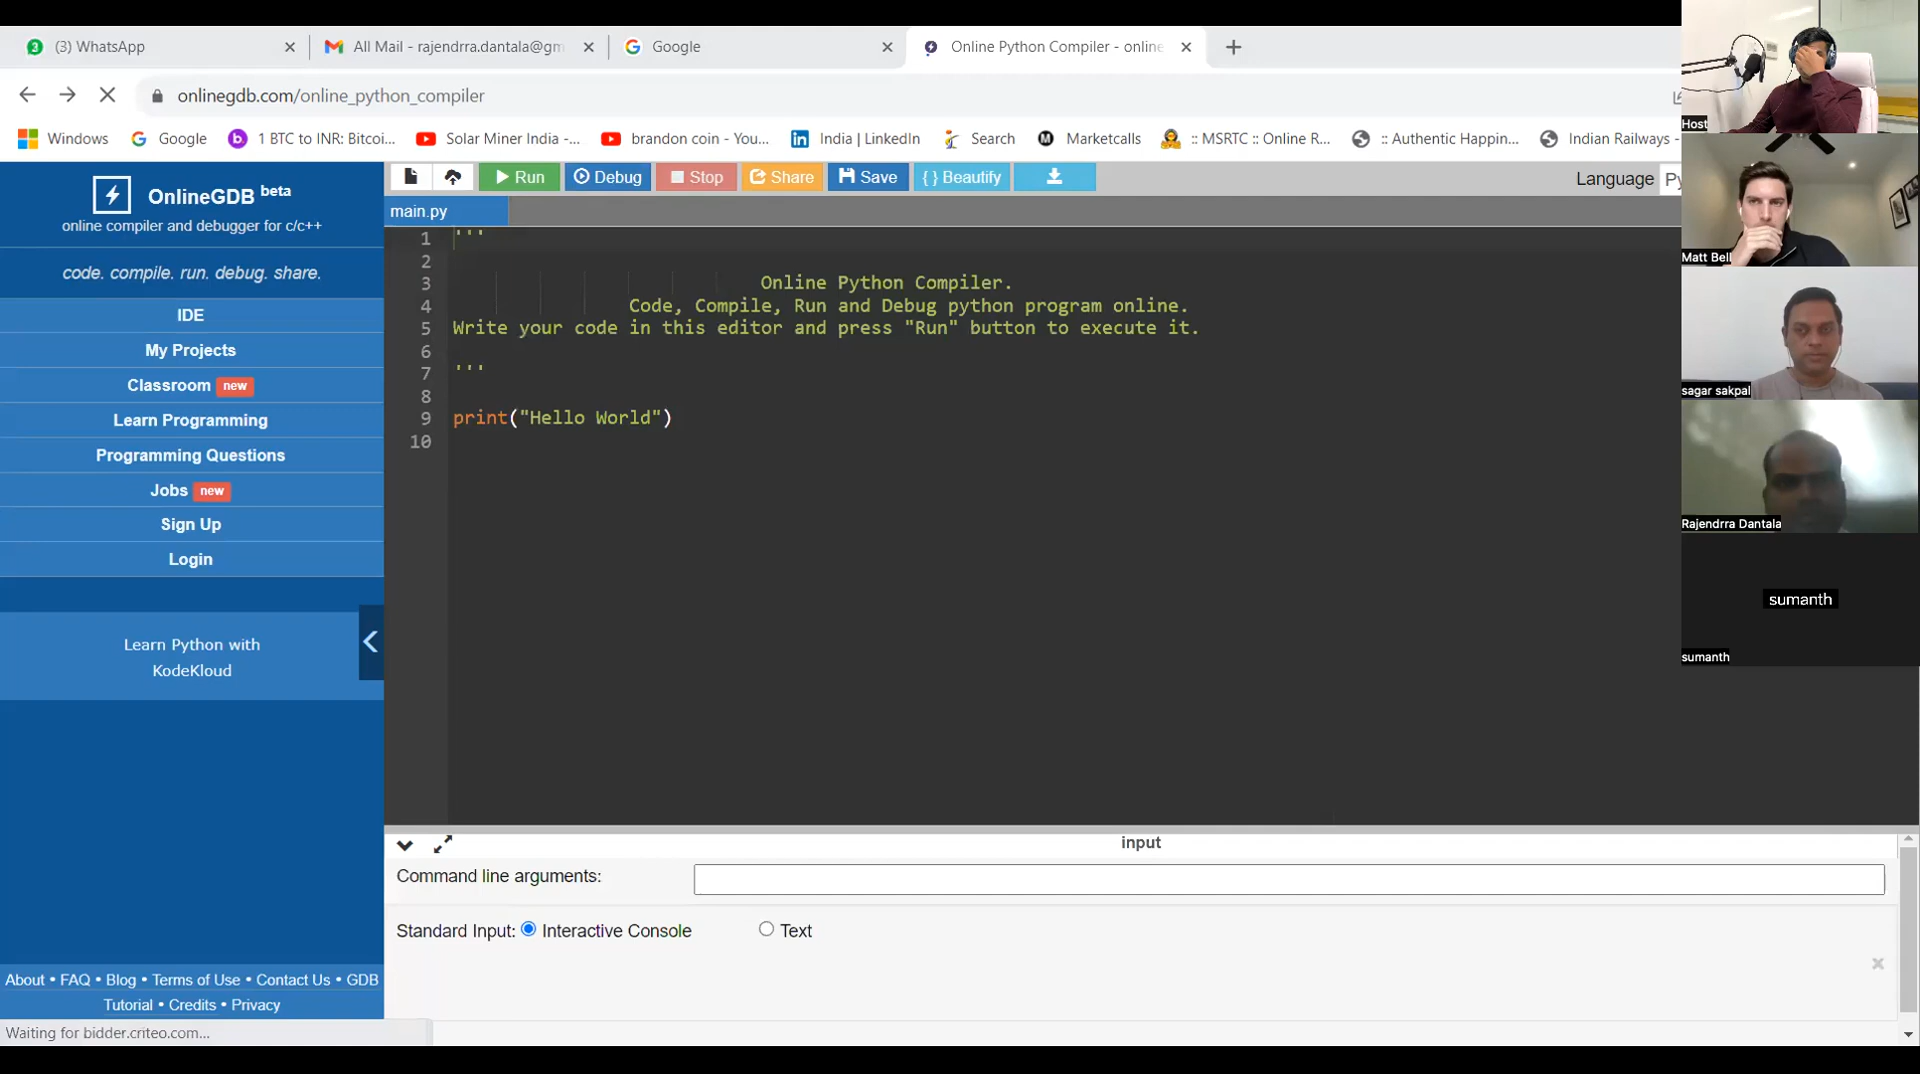 (3) WhatsApp
All Mail - rajendrra.dantala@gm
Google
Online Python Compiler - online
onlinegdb.com/online_python_compiler
Windows
Google
1 BTC to INR: Bitcoi...
Solar Miner India -...
brandon coin - You...
India | LinkedIn
Search
Marketcalls
:: MSRTC :: Online R...
:: Authentic Happin...
Indian Railways -
OnlineGDB beta
online compiler and debugger for c/c++
code. compile. run. debug. share.
IDE
My Projects
Classroom new
Learn Programming
Programming Questions
Jobs new
Sign Up
Login
Learn Python with
KodeKloud
About • FAQ • Blog • Terms of Use • Contact Us • GDB
Tutorial • Credits • Privacy
Waiting for bidder.criteo.com...
Run
Debug
Stop
Share
Save
{ } Beautify
Language Py
main.py
1 '''
2
3 Online Python Compiler.
4 Code, Compile, Run and Debug python program online.
5 Write your code in this editor and press "Run" button to execute it.
6
7 '''
8
9 print("Hello World")
10
input
Command line arguments:
Standard Input: Interactive Console Text
Host
Matt Bell
sagar sakpal
Rajendrra Dantala
sumanth
sumanth